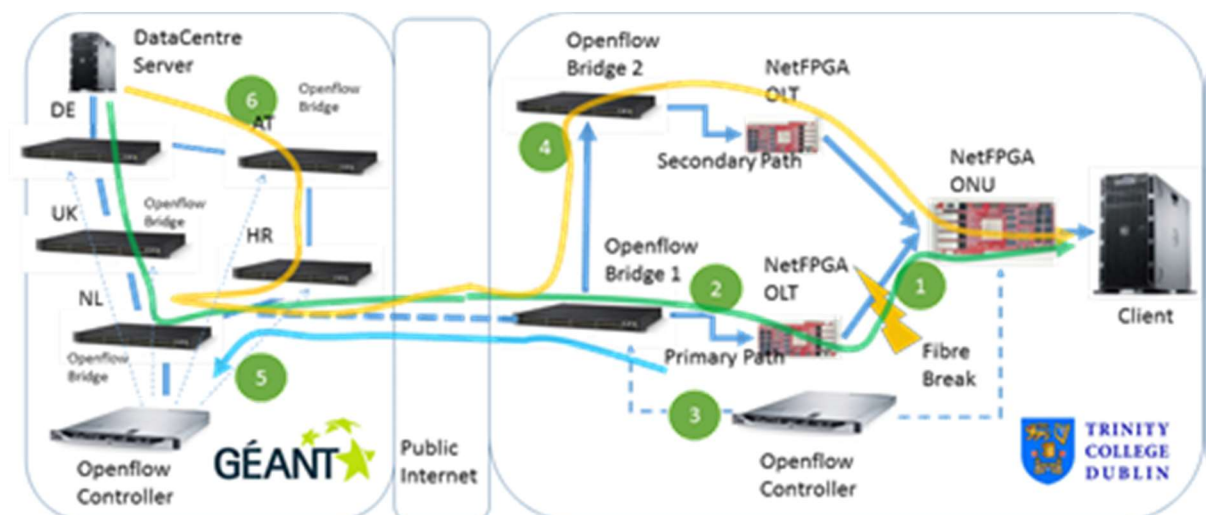 DataCentre
Server
DE
Openflow
Bridge
6
AT
UK
Openflow
Bridge
HR
NL
Openflow
Bridge
5
Openflow
Controller
GÉANT
Public
Internet
Openflow
Bridge 2
4
NetFPGA
OLT
Secondary Path
NetFPGA
ONU
Openflow
Bridge 1
2
NetFPGA
OLT
1
Primary Path
Fibre
Break
Client
3
Openflow
Controller
TRINITY
COLLEGE
DUBLIN